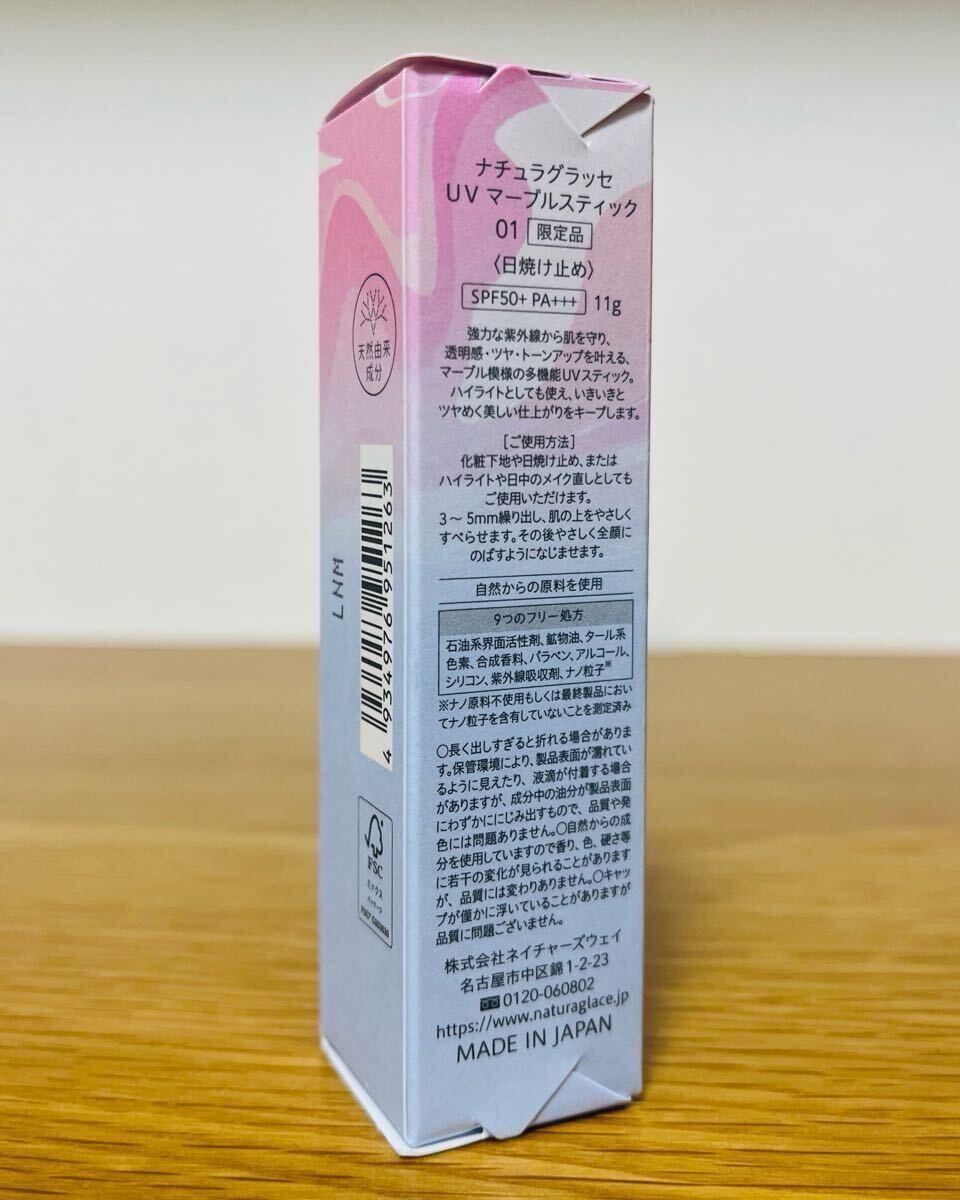 ナチュラグラッセ
UV マーブルスティック
01 限定品
〈日焼け止め〉
SPF50+ PA+++ 11g
強力な紫外線から肌を守り、
透明感・ツヤ・トーンアップを叶える、
マーブル模様の多機能UVスティック。
ハイライトとしても使え、いきいきと
ツヤめく美しい仕上がりをキープします。
［ご使用方法］
化粧下地や日焼け止め、または
ハイライトや日中のメイク直しとしても
ご使用いただけます。
3～5mm繰り出し、肌の上をやさしく
すべらせます。その後やさしく全顔に
のばすようになじませます。
自然からの原料を使用
9つのフリー処方
石油系界面活性剤、鉱物油、タール系
色素、合成香料、パラベン、アルコール、
シリコン、紫外線吸収剤、ナノ粒子※
※ナノ原料不使用もしくは最終製品におい
てナノ粒子を含有していないことを測定済み
○長く出しすぎると折れる場合がありま
す。保管環境により、製品表面が濡れてい
るように見えたり、液滴が付着する場合
がありますが、成分中の油分が製品表面
にわずかににじみ出すもので、品質や発
色には問題ありません。○自然からの成
分を使用していますので香り、色、硬さ等
に若干の変化が見られることがあります
が、品質には変わりありません。○キャッ
プが僅かに浮いていることがありますが
品質に問題ございません。
株式会社ネイチャーズウェイ
名古屋市中区錦1-2-23
0120-060802
https://www.naturaglace.jp
MADE IN JAPAN
天然由来
成分
LNM
4934976951263
FSC
ミックス